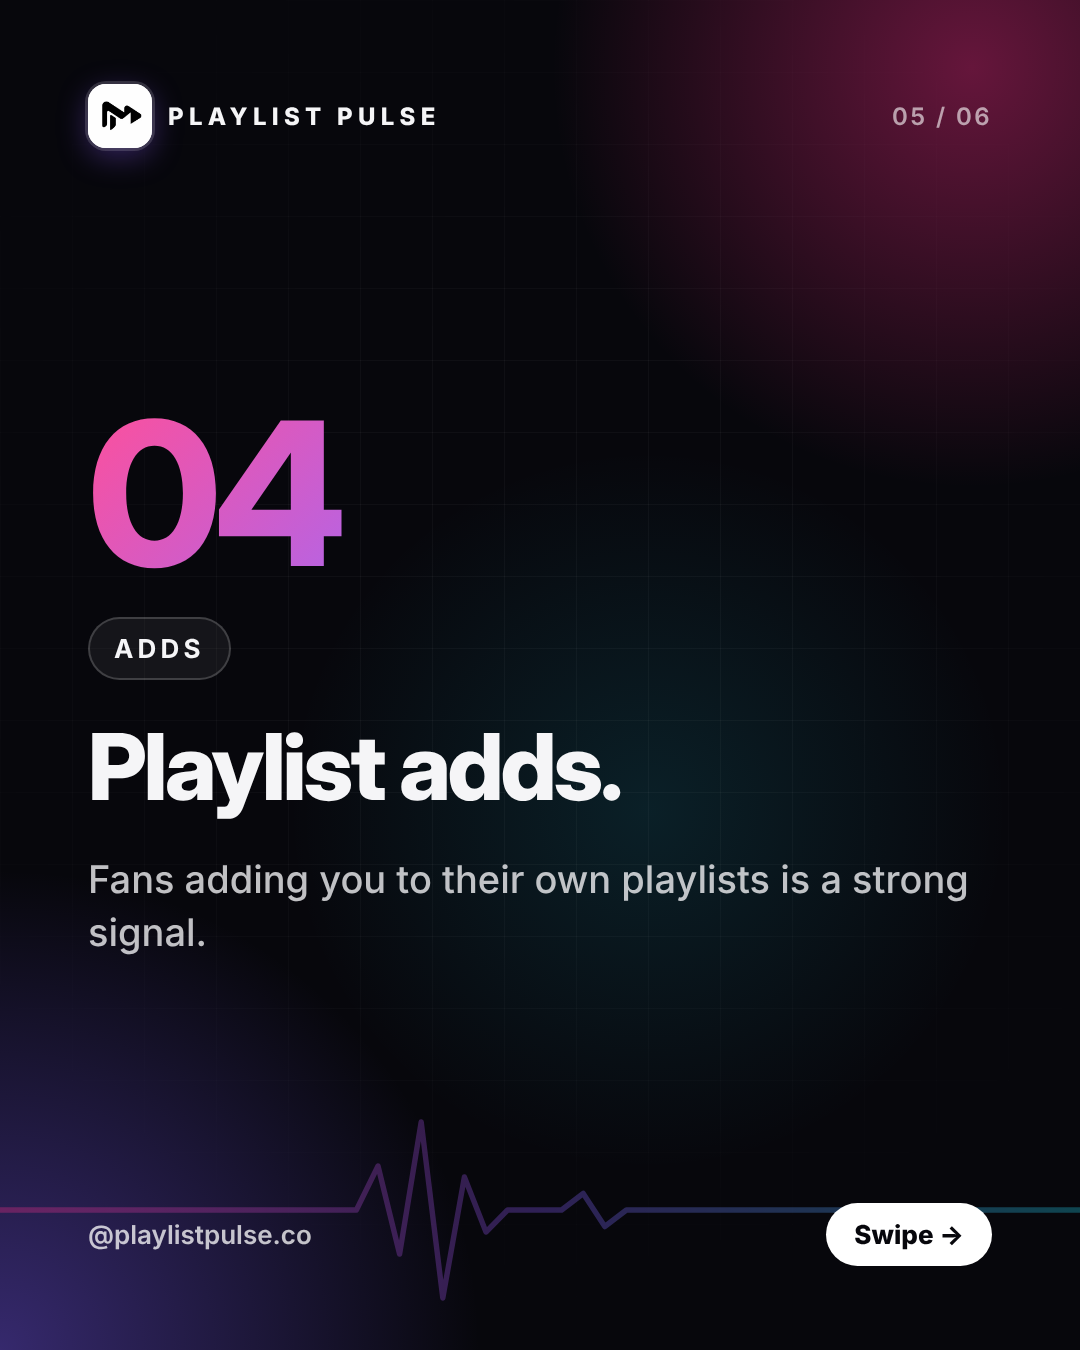 PLAYLIST PULSE
05 / 06
04
ADDS
Playlist adds.
Fans adding you to their own playlists is a strong
signal.
@playlistpulse.co
Swipe →